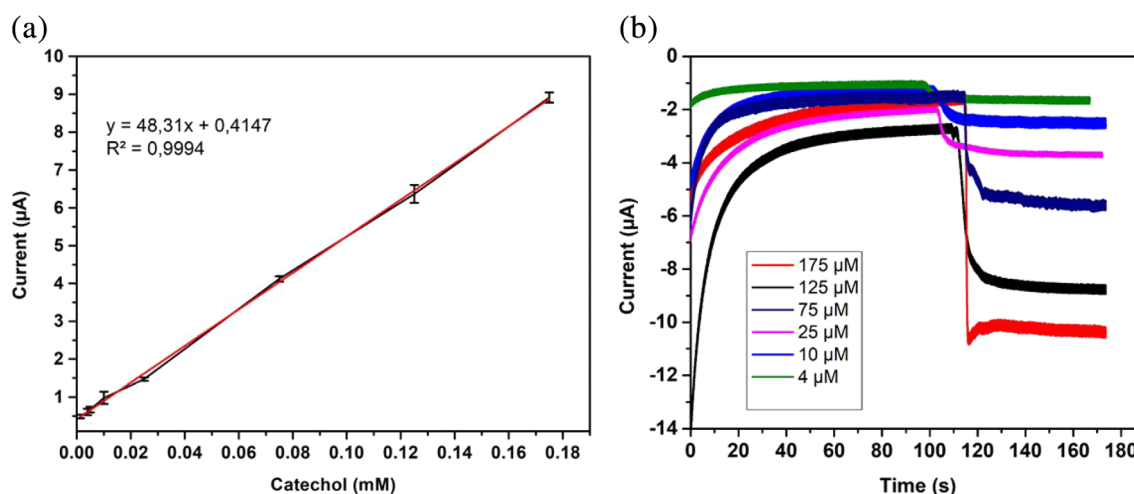 (a)
10
9
8
7
6
5
4
3
2
1
Current (µA)
y = 48,31x + 0,4147
R² = 0,9994
0.00 0.02 0.04 0.06 0.08 0.10 0.12 0.14 0.16 0.18
Catechol (mM)
(b)
0
-2
-4
-6
-8
-10
-12
-14
Current (µA)
175 µM
125 µM
75 µM
25 µM
10 µM
4 µM
0 20 40 60 80 100 120 140 160 180
Time (s)